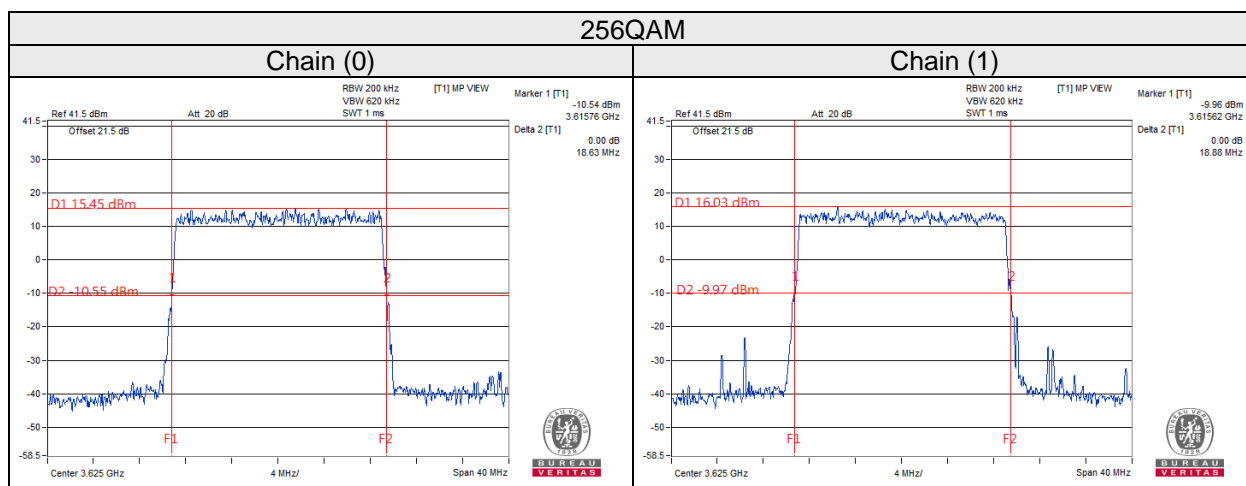 256QAM
Chain (0)
Chain (1)
RBW 200 kHz
[T1] MP VIEW
Marker 1 [T1]
VBW 620 kHz
-10.54 dBm
Ref 41.5 dBm
Att 20 dB
SWT 1 ms
3.61576 GHz
41.5
Offset 21.5 dB
Delta 2 [T1]
0.00 dB
18.63 MHz
30
20
D1 15.45 dBm
10
0
1
2
-10
D2 -10.55 dBm
-20
-30
-40
-50
F1
F2
-58.5
Center 3.625 GHz
4 MHz/
Span 40 MHz
BUREAU VERITAS
1828
BUREAU
VERITAS
RBW 200 kHz
[T1] MP VIEW
Marker 1 [T1]
VBW 620 kHz
-9.96 dBm
Ref 41.5 dBm
Att 20 dB
SWT 1 ms
3.61562 GHz
41.5
Offset 21.5 dB
Delta 2 [T1]
0.00 dB
18.88 MHz
30
20
D1 16.03 dBm
10
0
1
2
-10
D2 -9.97 dBm
-20
-30
-40
-50
F1
F2
-58.5
Center 3.625 GHz
4 MHz/
Span 40 MHz
BUREAU VERITAS
1828
BUREAU
VERITAS